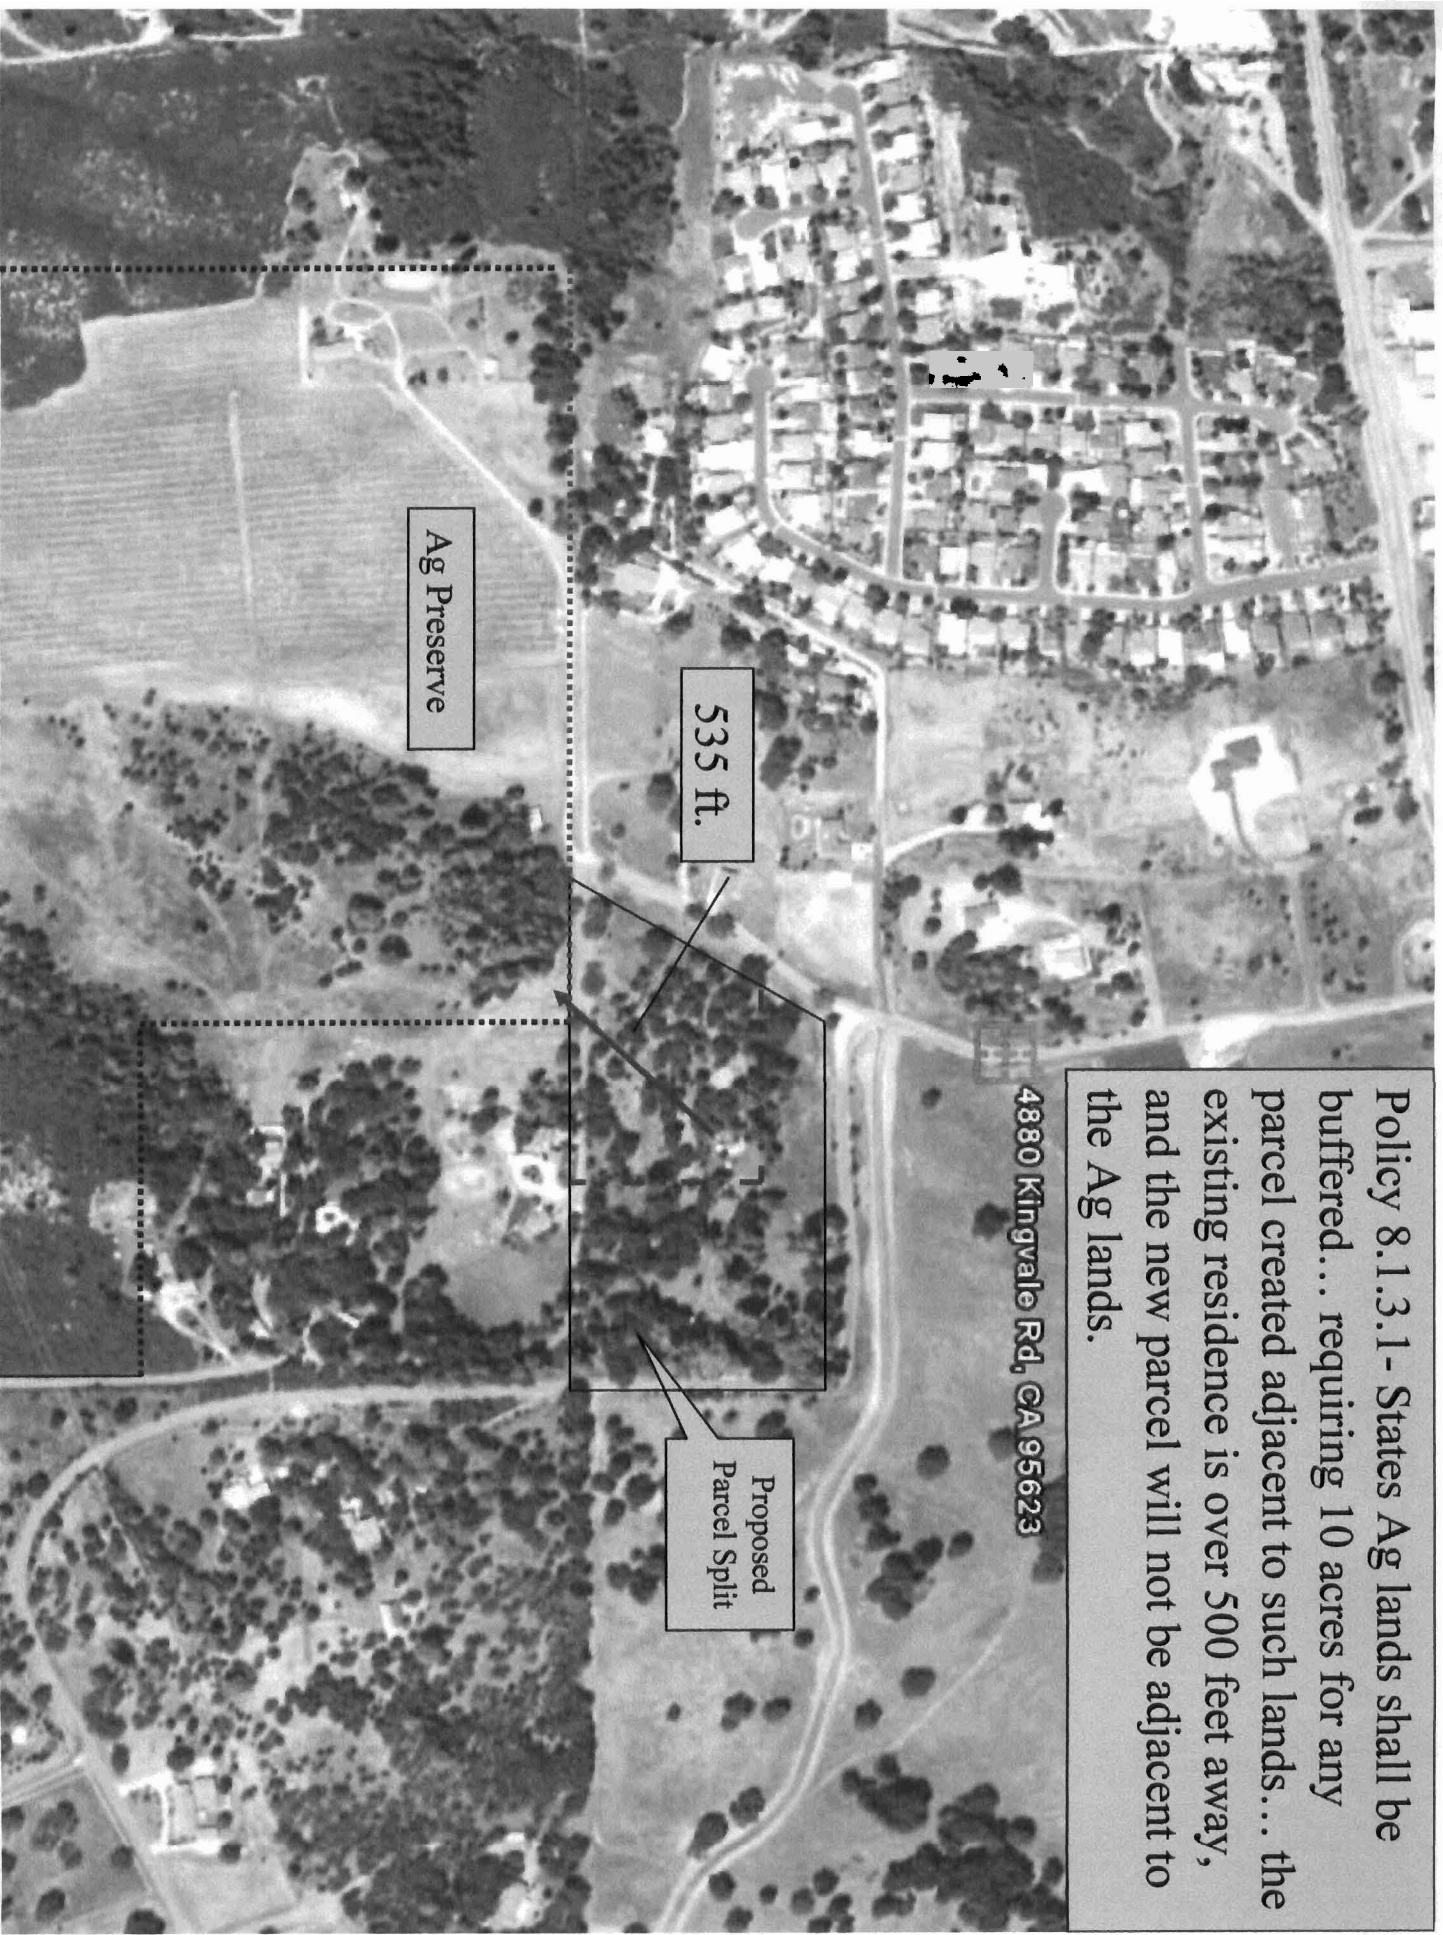 Policy 8.1.3.1- States Ag lands shall be
buffered… requiring 10 acres for any
parcel created adjacent to such lands… the
existing residence is over 500 feet away,
and the new parcel will not be adjacent to
the Ag lands.
4880 Kingvale Rd, CA 95623
535 ft.
Ag Preserve
Proposed
Parcel Split